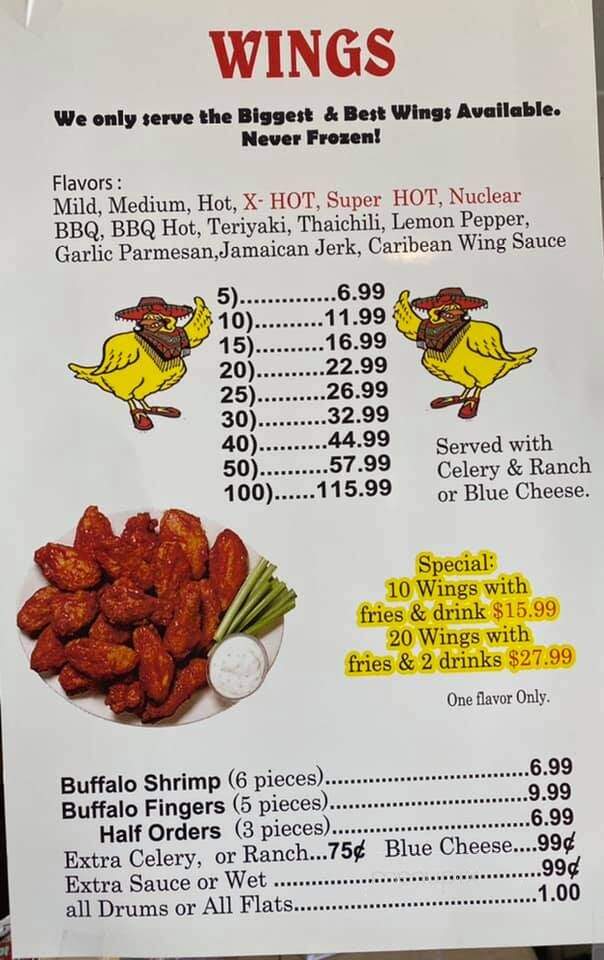 WINGS
We only serve the Biggest & Best Wings Available.
Never Frozen!
Flavors :
Mild, Medium, Hot, X- HOT, Super HOT, Nuclear
BBQ, BBQ Hot, Teriyaki, Thaichili, Lemon Pepper,
Garlic Parmesan,Jamaican Jerk, Caribean Wing Sauce
5)..............6.99
10)..........11.99
15)..........16.99
20)..........22.99
25)..........26.99
30)..........32.99
40)..........44.99
50)..........57.99
100)......115.99
Served with
Celery & Ranch
or Blue Cheese.
Special:
10 Wings with
fries & drink $15.99
20 Wings with
fries & 2 drinks $27.99
One flavor Only.
Buffalo Shrimp (6 pieces)..............................6.99
Buffalo Fingers (5 pieces).............................9.99
Half Orders (3 pieces).............................6.99
Extra Celery, or Ranch...75¢ Blue Cheese....99¢
Extra Sauce or Wet .......................................99¢
all Drums or All Flats...................................1.00